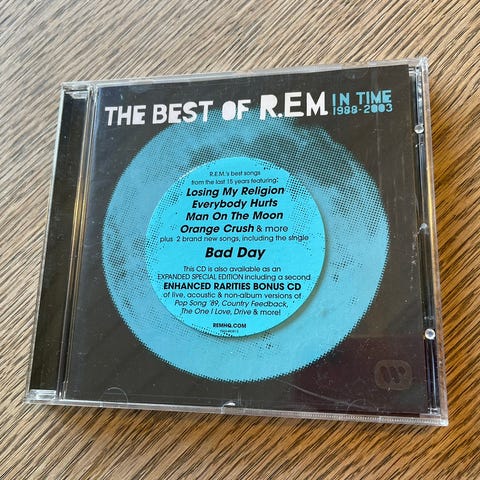 THE BEST OF R.E.M. IN TIME
1988-2003
R.E.M.'s best songs
from the last 15 years featuring:
Losing My Religion
Everybody Hurts
Man On The Moon
Orange Crush & more
plus 2 brand new songs, including the single
Bad Day
This CD is also available as an
EXPANDED SPECIAL EDITION including a second
ENHANCED RARITIES BONUS CD
of live, acoustic & non-album versions of
Pop Song '89, Country Feedback,
The One I Love, Drive & more!
REMHQ.COM